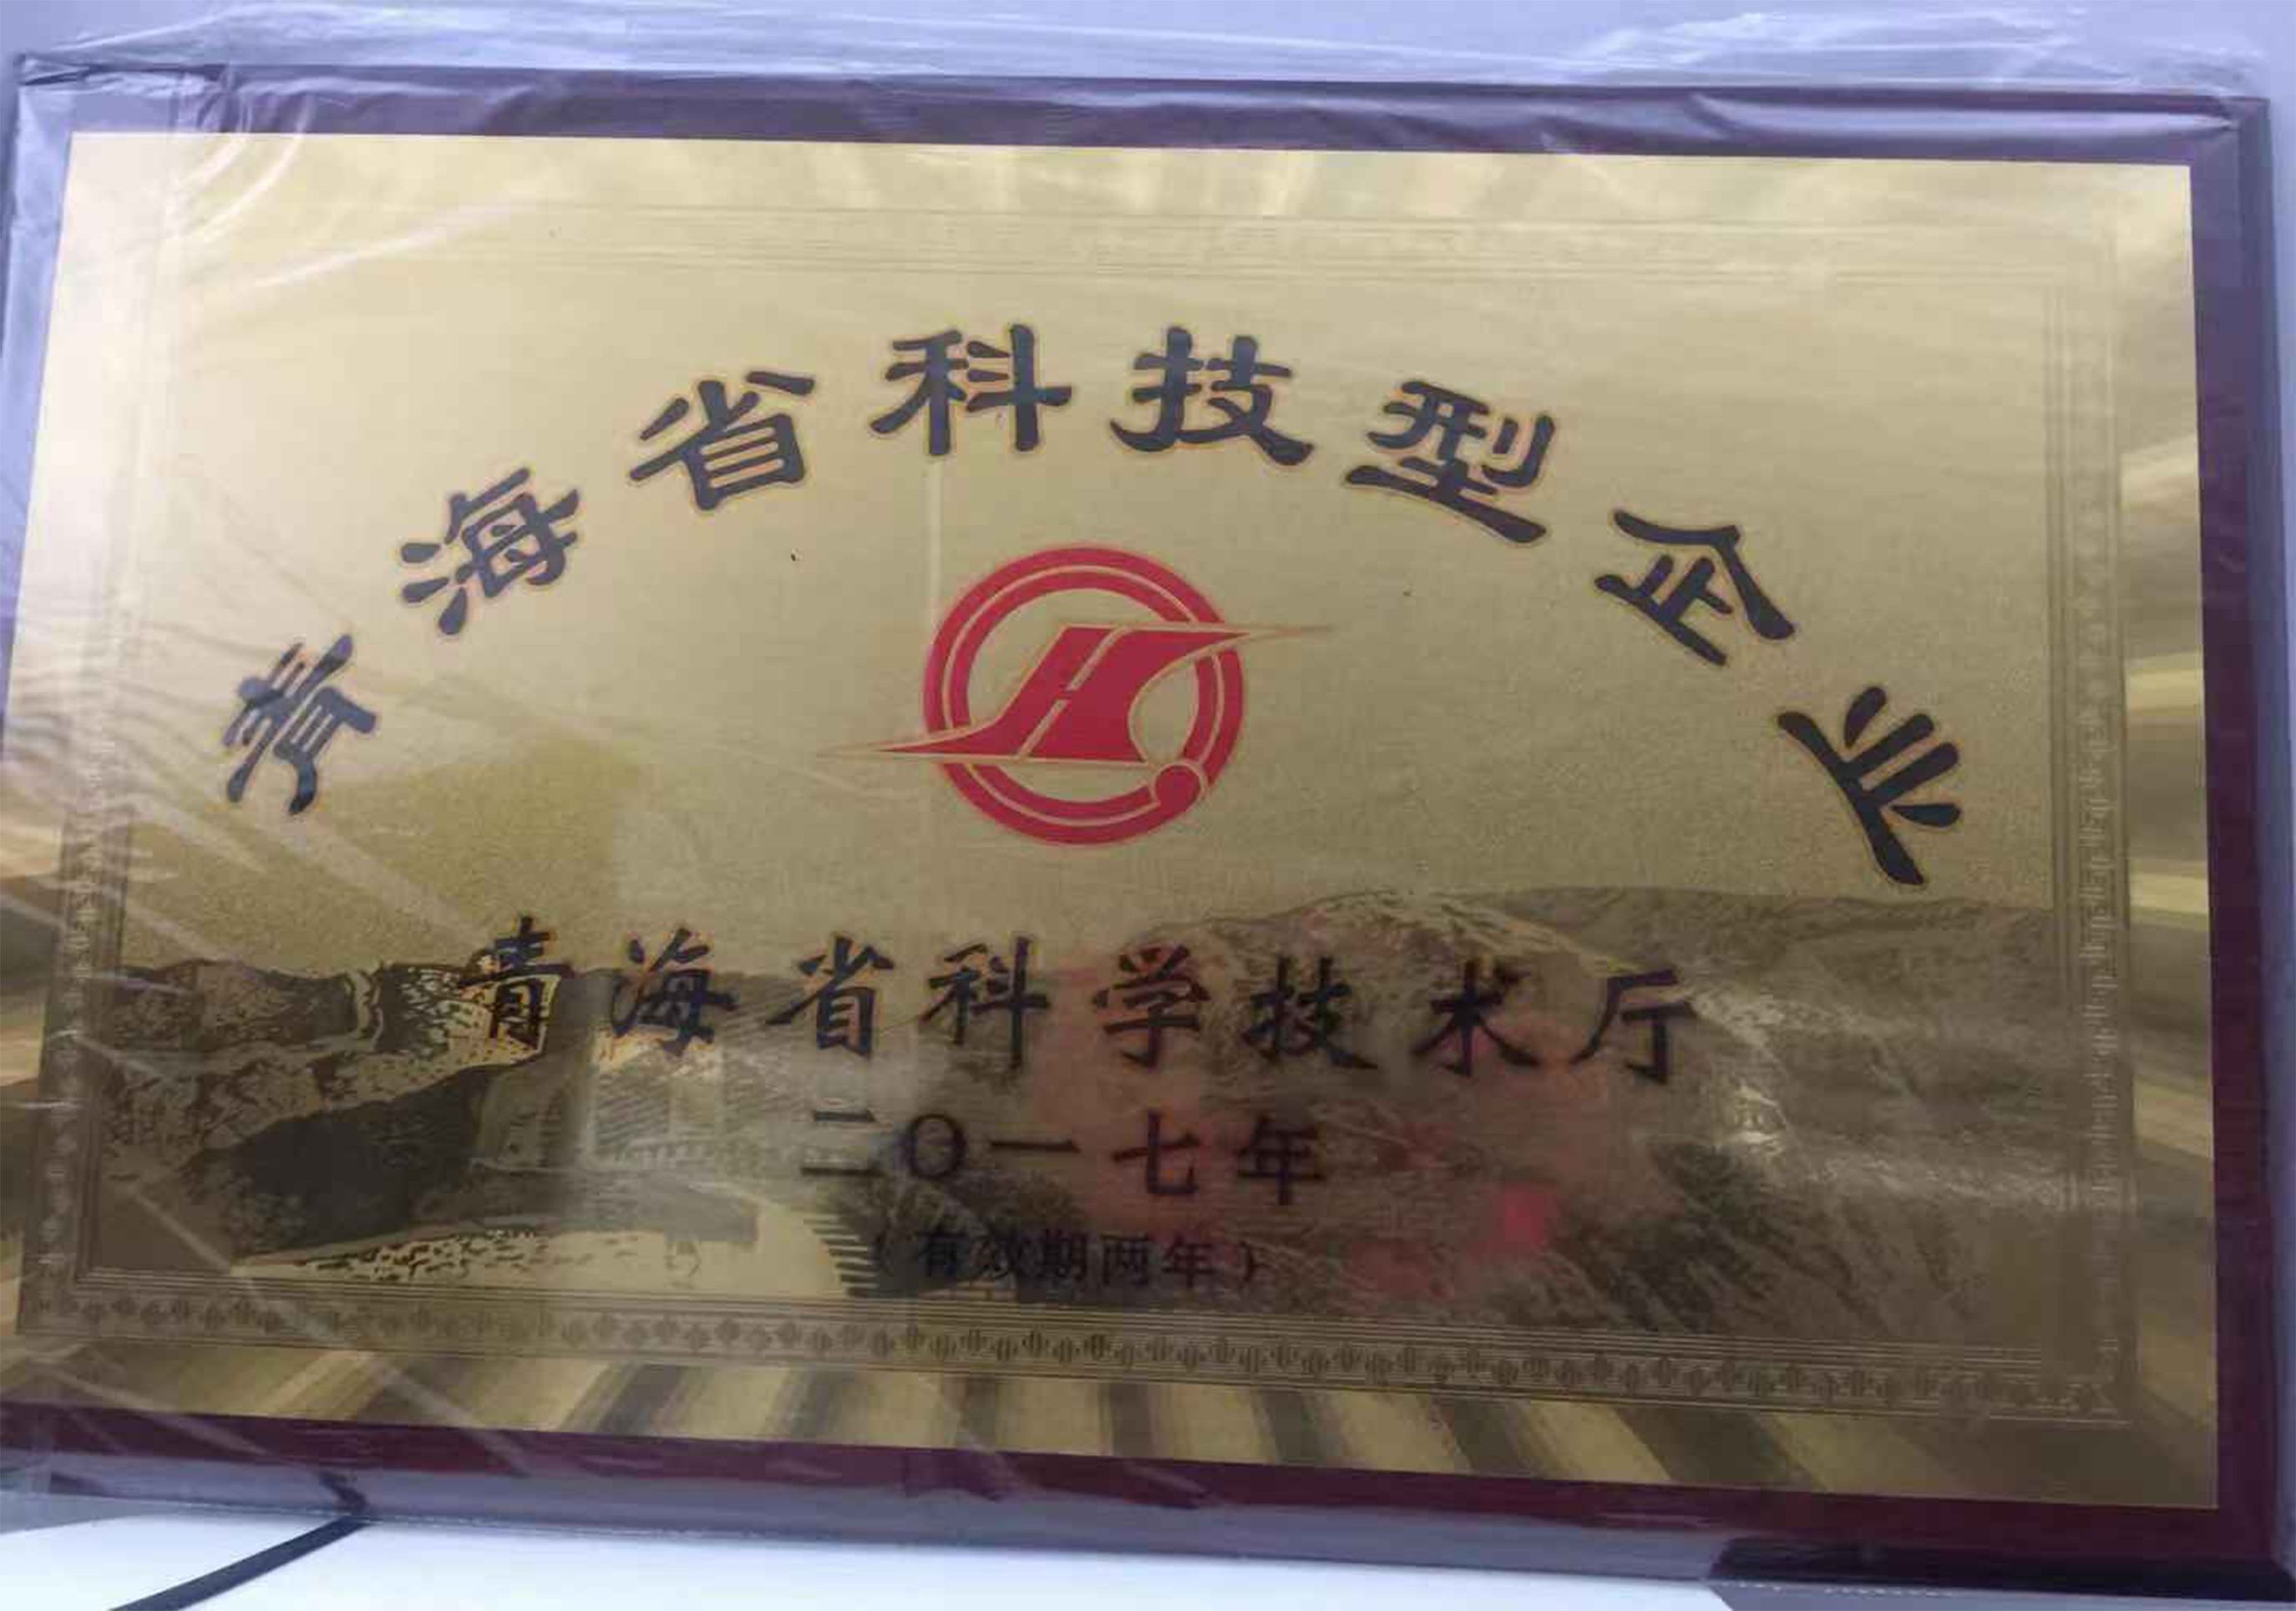 青海省科技型企业
青海省科学技术厅
二〇一七年
（有效期两年）